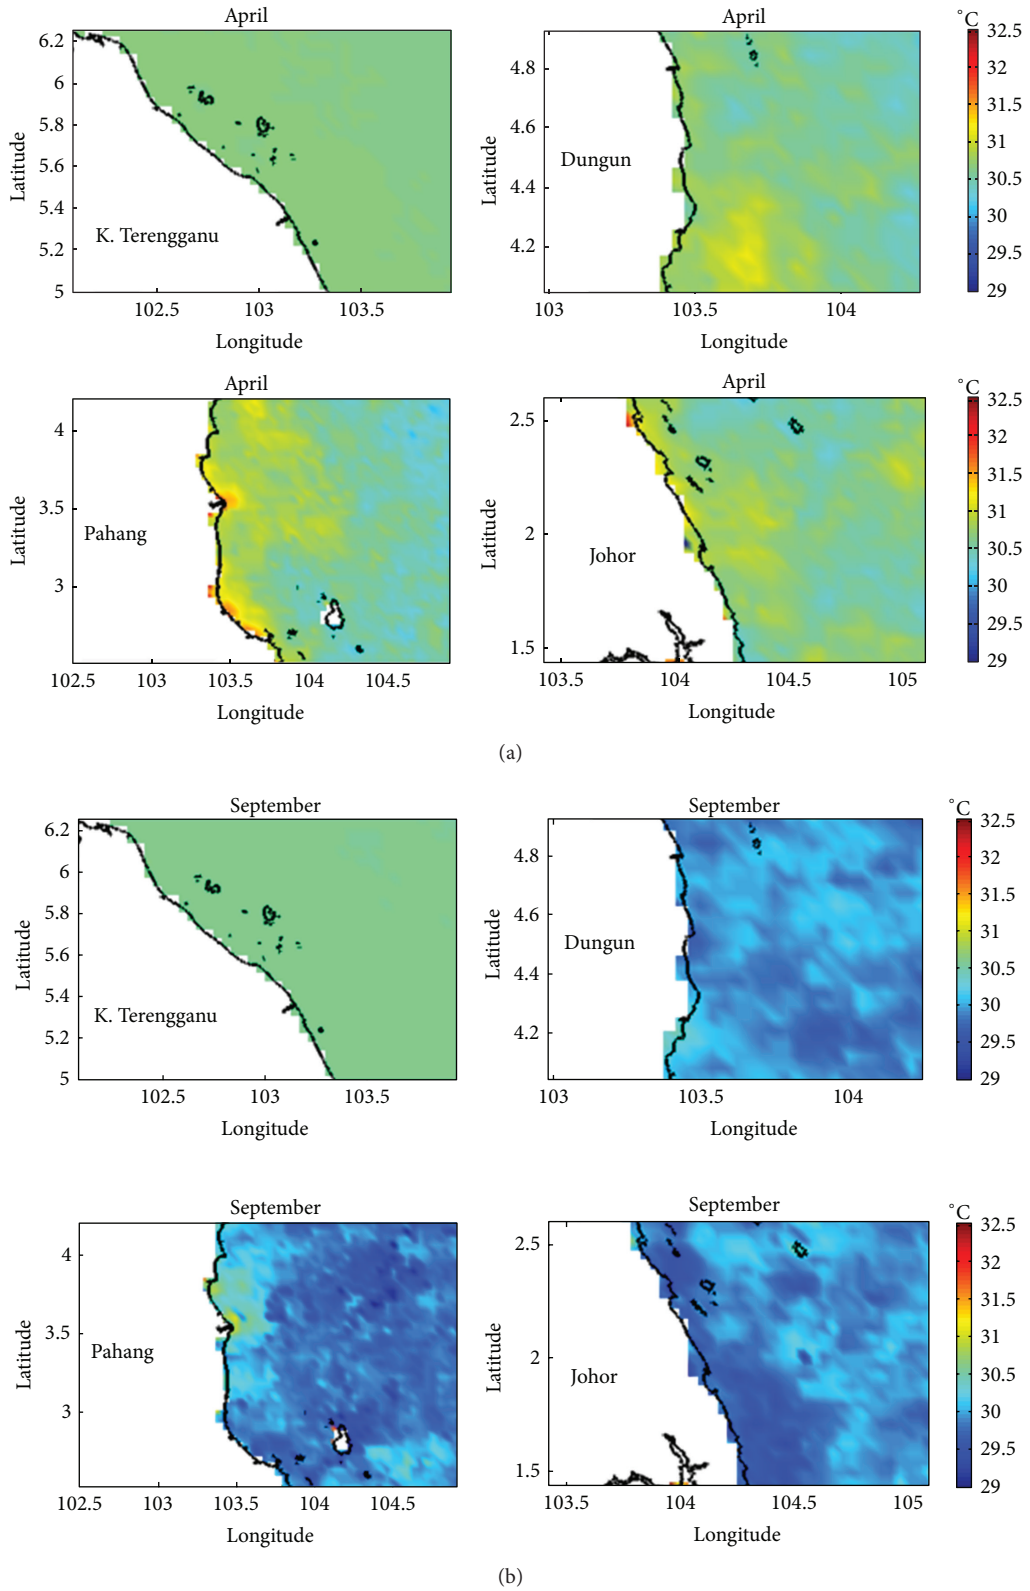 April
April
°C
6.2
6
5.8
5.6
5.4
5.2
5
Latitude
K. Terengganu
102.5
103
103.5
Longitude
4.8
4.6
4.4
4.2
Latitude
Dungun
103
103.5
104
Longitude
32.5
32
31.5
31
30.5
30
29.5
29
April
April
°C
4
3.5
3
Latitude
Pahang
102.5
103
103.5
104
104.5
Longitude
2.5
2
1.5
Latitude
Johor
103.5
104
104.5
105
Longitude
32.5
32
31.5
31
30.5
30
29.5
29
(a)
September
September
°C
6.2
6
5.8
5.6
5.4
5.2
5
Latitude
K. Terengganu
102.5
103
103.5
Longitude
4.8
4.6
4.4
4.2
Latitude
Dungun
103
103.5
104
Longitude
32.5
32
31.5
31
30.5
30
29.5
29
September
September
°C
4
3.5
3
Latitude
Pahang
102.5
103
103.5
104
104.5
Longitude
2.5
2
1.5
Latitude
Johor
103.5
104
104.5
105
Longitude
32.5
32
31.5
31
30.5
30
29.5
29
(b)